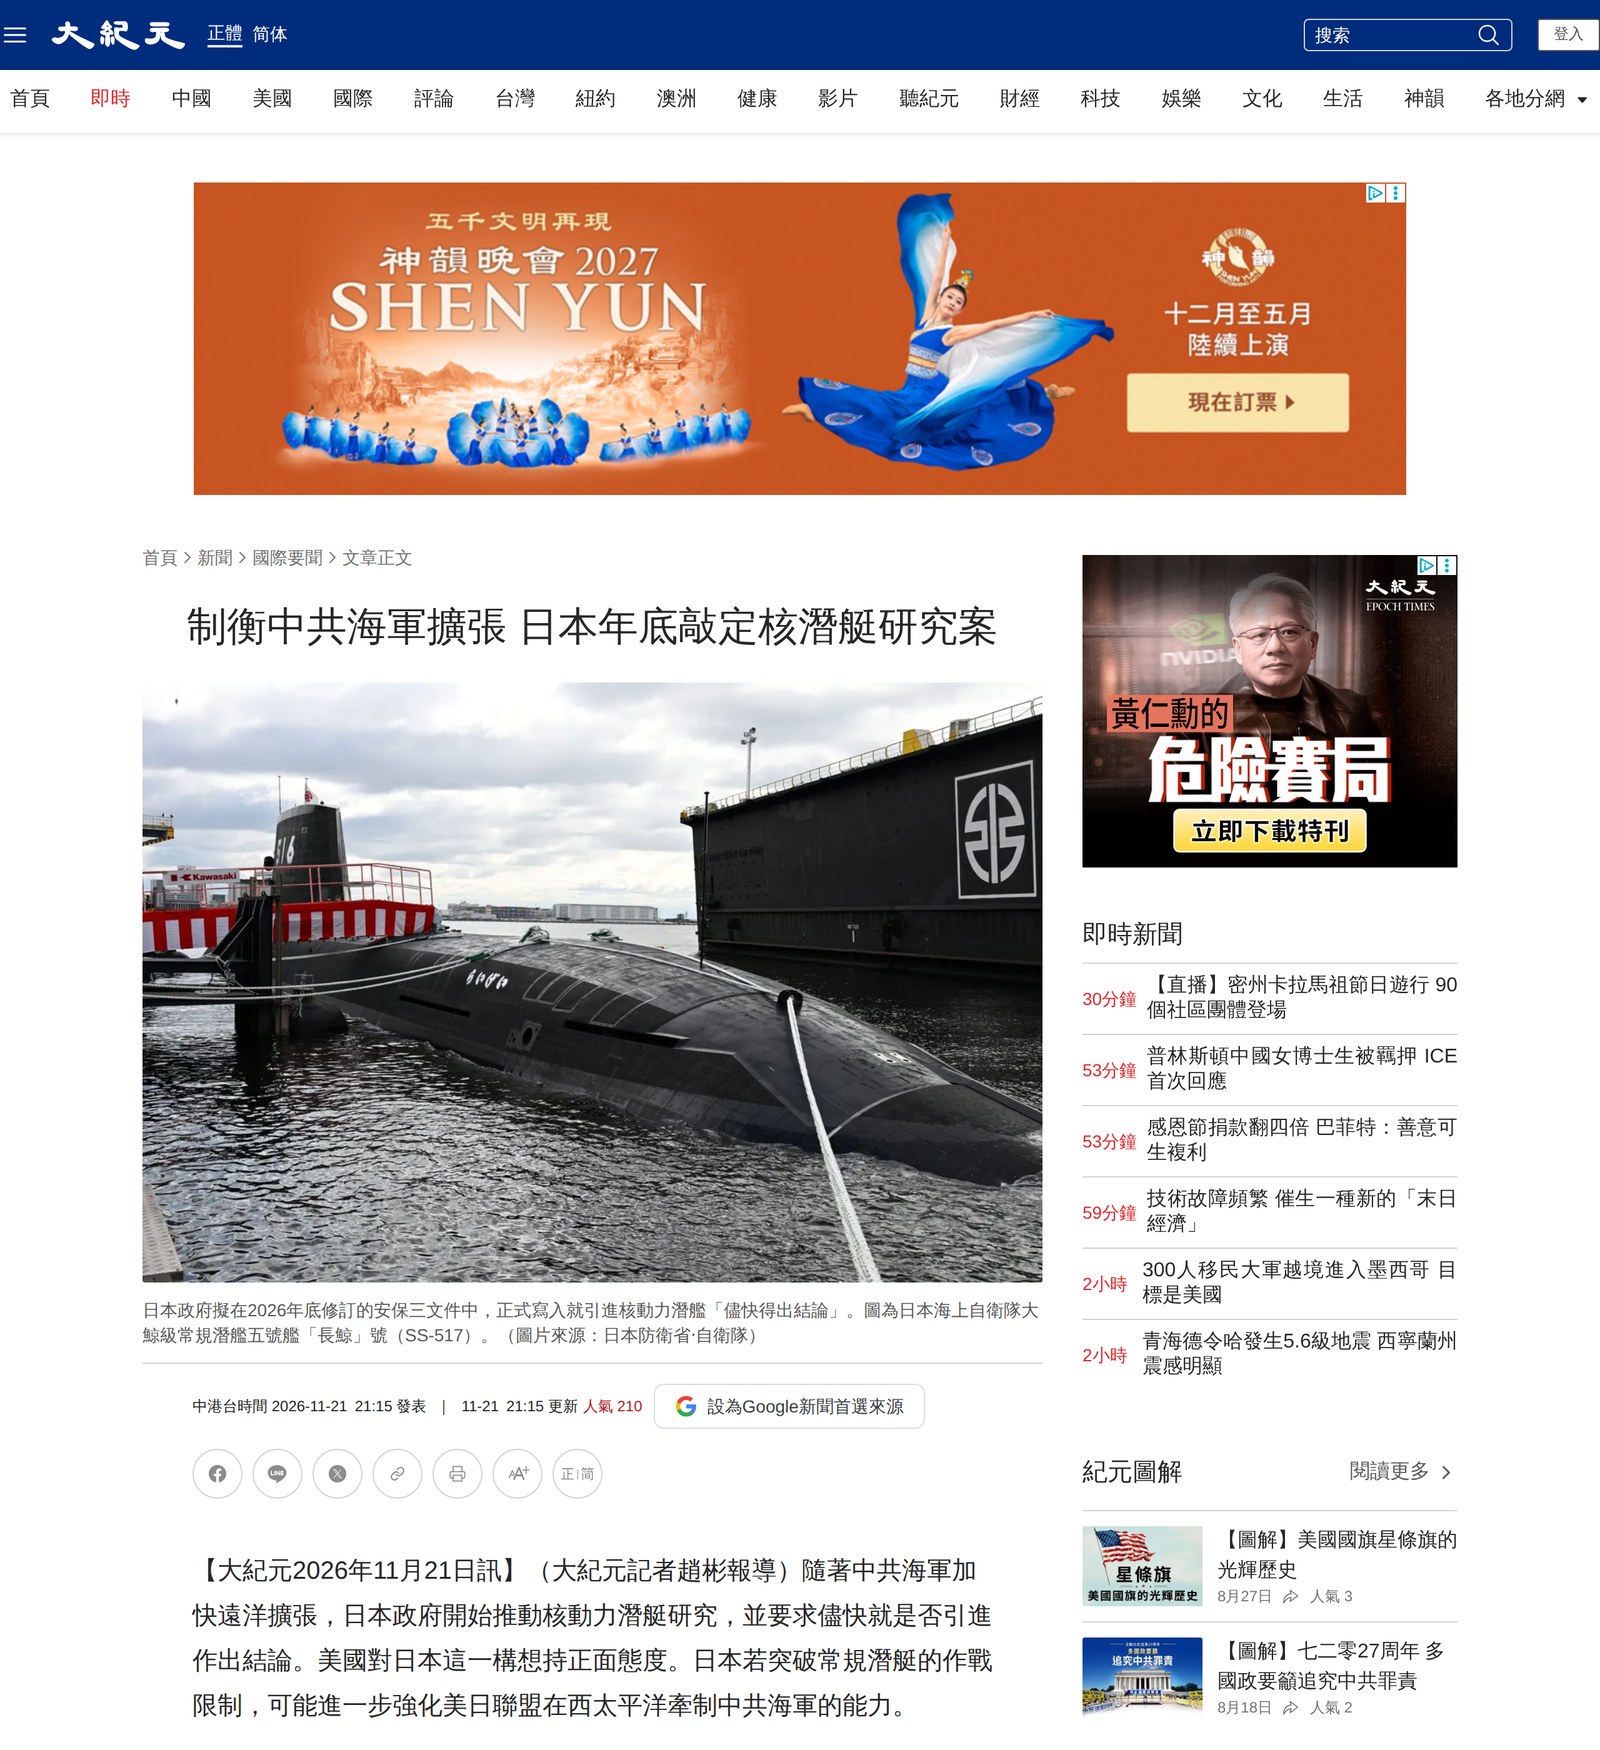 大紀元
正體 简体
搜索
登入
首頁 即時 中國 美國 國際 評論 台灣 紐約 澳洲 健康 影片 聽紀元 財經 科技 娛樂 文化 生活 神韻 各地分網
五千文明再現
神韻晚會 2027
SHEN YUN
神韻
十二月至五月
陸續上演
現在訂票
首頁 > 新聞 > 國際要聞 > 文章正文
制衡中共海軍擴張 日本年底敲定核潛艇研究案
516
Kawasaki
らいげい
日本政府擬在2026年底修訂的安保三文件中，正式寫入就引進核動力潛艦「儘快得出結論」。圖為日本海上自衛隊大
鯨級常規潛艦五號艦「長鯨」號（SS-517）。（圖片來源：日本防衛省·自衛隊）
中港台時間 2026-11-21 21:15 發表 | 11-21 21:15 更新 人氣 210
設為Google新聞首選來源
LINE
AA+
正|简
【大紀元2026年11月21日訊】（大紀元記者趙彬報導）隨著中共海軍加
快遠洋擴張，日本政府開始推動核動力潛艇研究，並要求儘快就是否引進
作出結論。美國對日本這一構想持正面態度。日本若突破常規潛艇的作戰
限制，可能進一步強化美日聯盟在西太平洋牽制中共海軍的能力。
大紀元
EPOCH TIMES
NVIDIA
黃仁勳的
危險賽局
立即下載特刊
即時新聞
30分鐘 【直播】密州卡拉馬祖節日遊行 90
個社區團體登場
53分鐘 普林斯頓中國女博士生被羈押 ICE
首次回應
53分鐘 感恩節捐款翻四倍 巴菲特：善意可
生複利
59分鐘 技術故障頻繁 催生一種新的「末日
經濟」
2小時 300人移民大軍越境進入墨西哥 目
標是美國
2小時 青海德令哈發生5.6級地震 西寧蘭州
震感明顯
紀元圖解
閱讀更多
星條旗
美國國旗的光輝歷史
【圖解】美國國旗星條旗的
光輝歷史
8月27日 人氣 3
多國政要籲
追究中共罪責
【圖解】七二零27周年 多
國政要籲追究中共罪責
8月18日 人氣 2